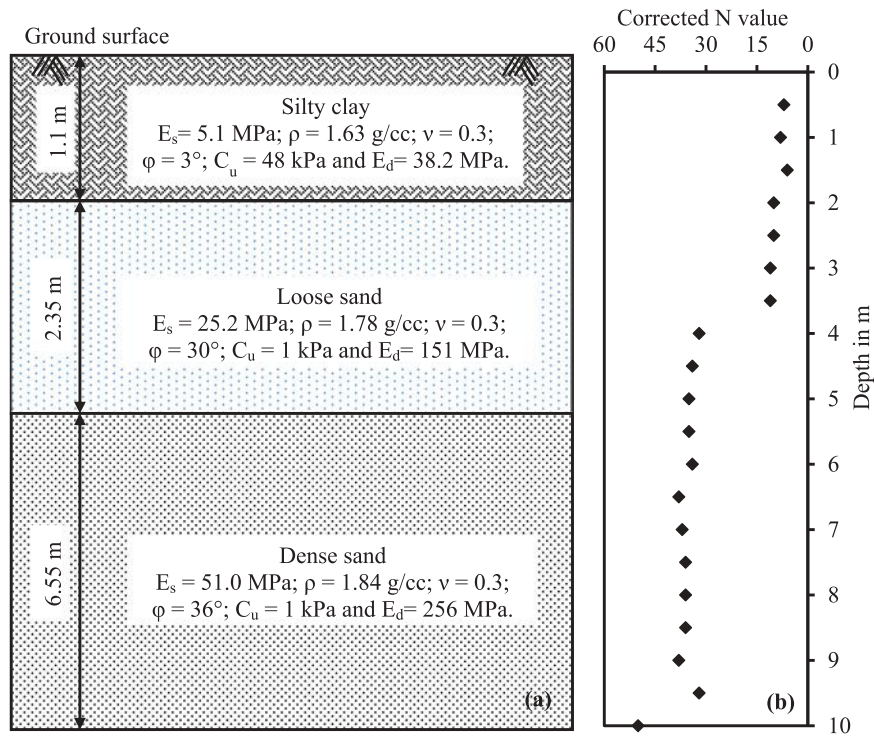 Ground surface
1.1 m
Silty clay
Eₛ= 5.1 MPa; ρ = 1.63 g/cc; ν = 0.3;
φ = 3°; Cᵤ = 48 kPa and E_d= 38.2 MPa.
2.35 m
Loose sand
Eₛ = 25.2 MPa; ρ = 1.78 g/cc; ν = 0.3;
φ = 30°; Cᵤ = 1 kPa and E_d= 151 MPa.
6.55 m
Dense sand
Eₛ = 51.0 MPa; ρ = 1.84 g/cc; ν = 0.3;
φ = 36°; Cᵤ = 1 kPa and E_d= 256 MPa.
(a)
Corrected N value
60 45 30 15 0
0
1
2
3
4
5
6
7
8
9
10
Depth in m
(b)